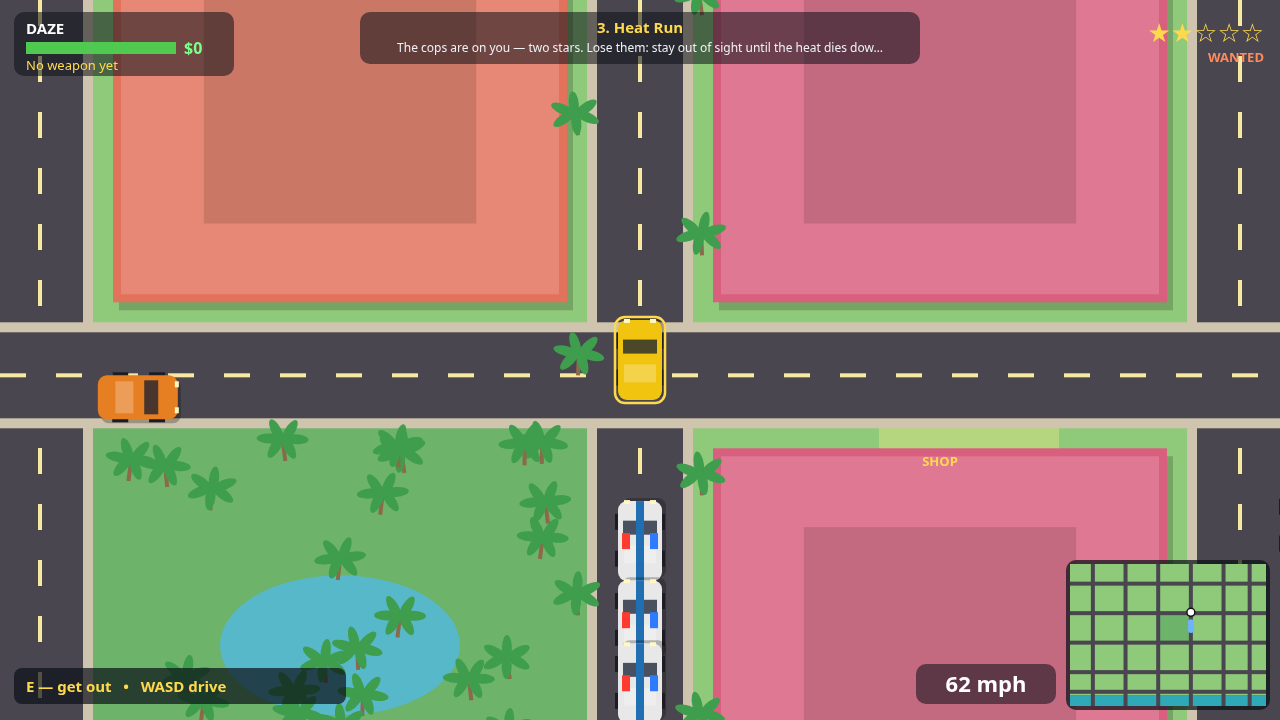 DAZE
$0
No weapon yet
3. Heat Run
The cops are on you — two stars. Lose them: stay out of sight until the heat dies dow...
★★☆☆☆
WANTED
SHOP
E — get out • WASD drive
62 mph